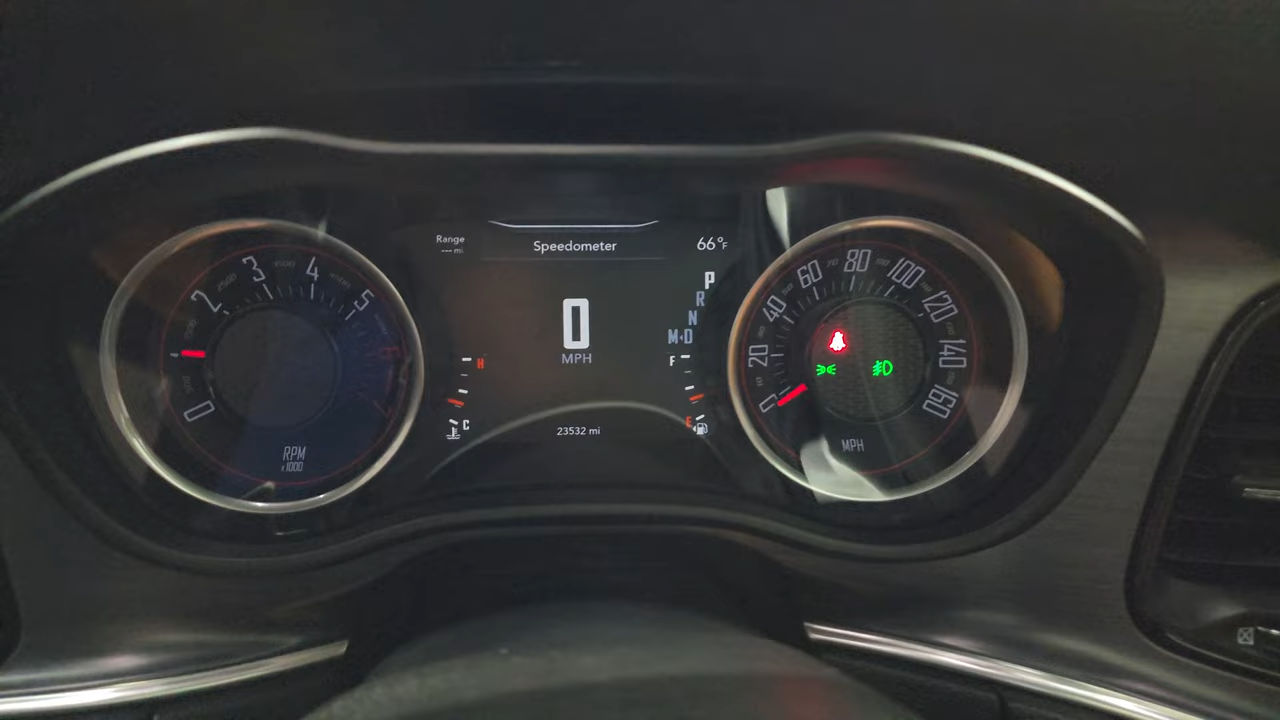 Range
--- mi
Speedometer
66°F
P
R
N
M◂D
0
MPH
F
E
H
C
23532 mi
0
2
3
4
5
RPM
x1000
0
20
40
60
80
100
120
140
160
MPH